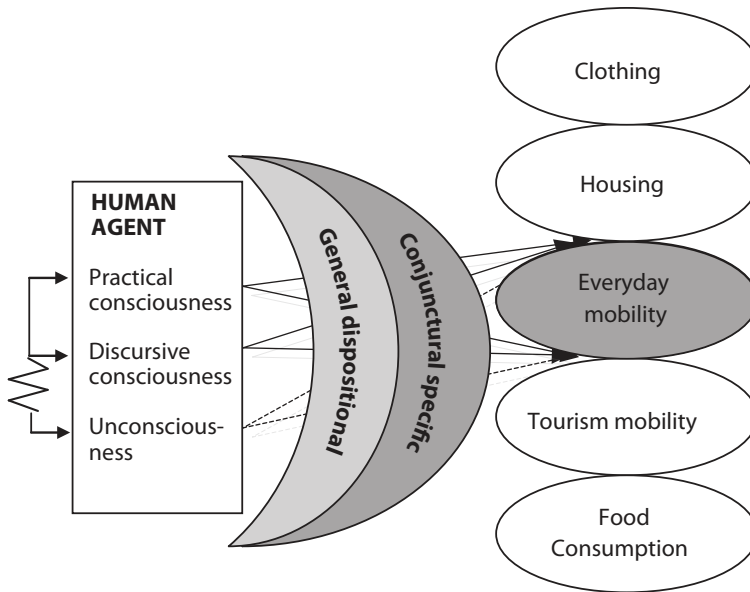 HUMAN
AGENT
Practical
consciousness
Discursive
consciousness
Unconscious-
ness
General dispositional
Conjunctural specific
Clothing
Housing
Everyday
mobility
Tourism mobility
Food
Consumption